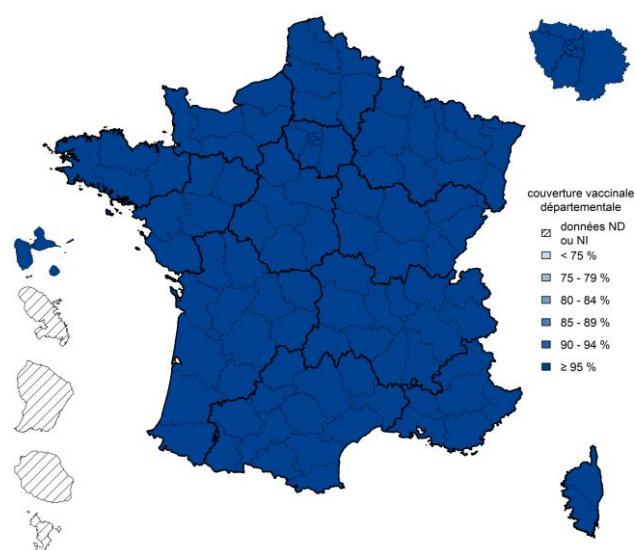 couverture vaccinale
départementale
données ND
ou NI
< 75 %
75 - 79 %
80 - 84 %
85 - 89 %
90 - 94 %
≥ 95 %